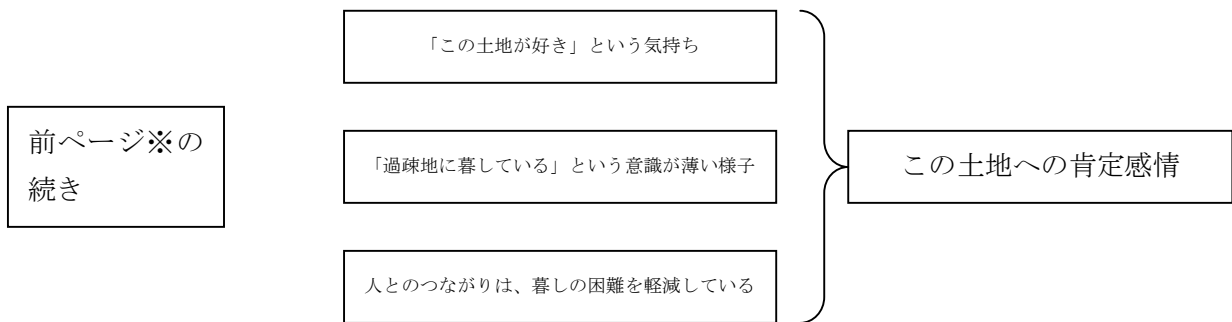 「この土地が好き」という気持ち
前ページ※の
続き
「過疎地に暮している」という意識が薄い様子
この土地への肯定感情
人とのつながりは、暮しの困難を軽減している